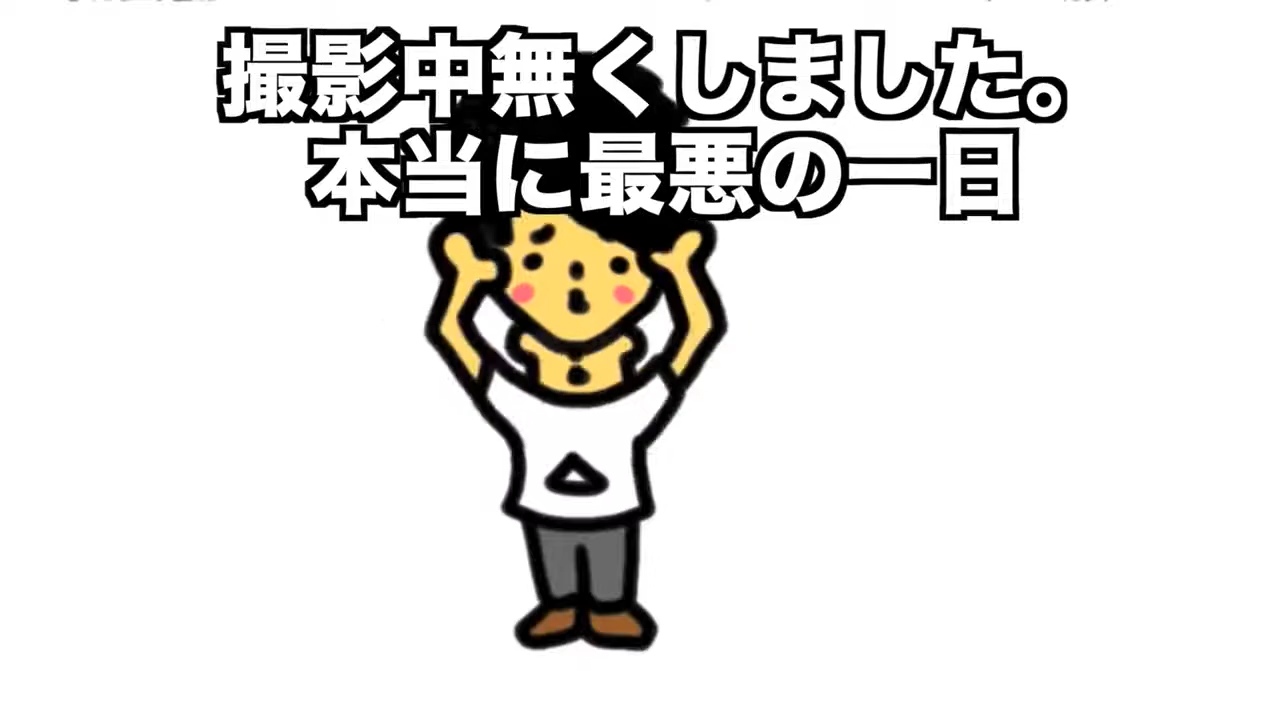 撮影中無くしました。
本当に最悪の一日